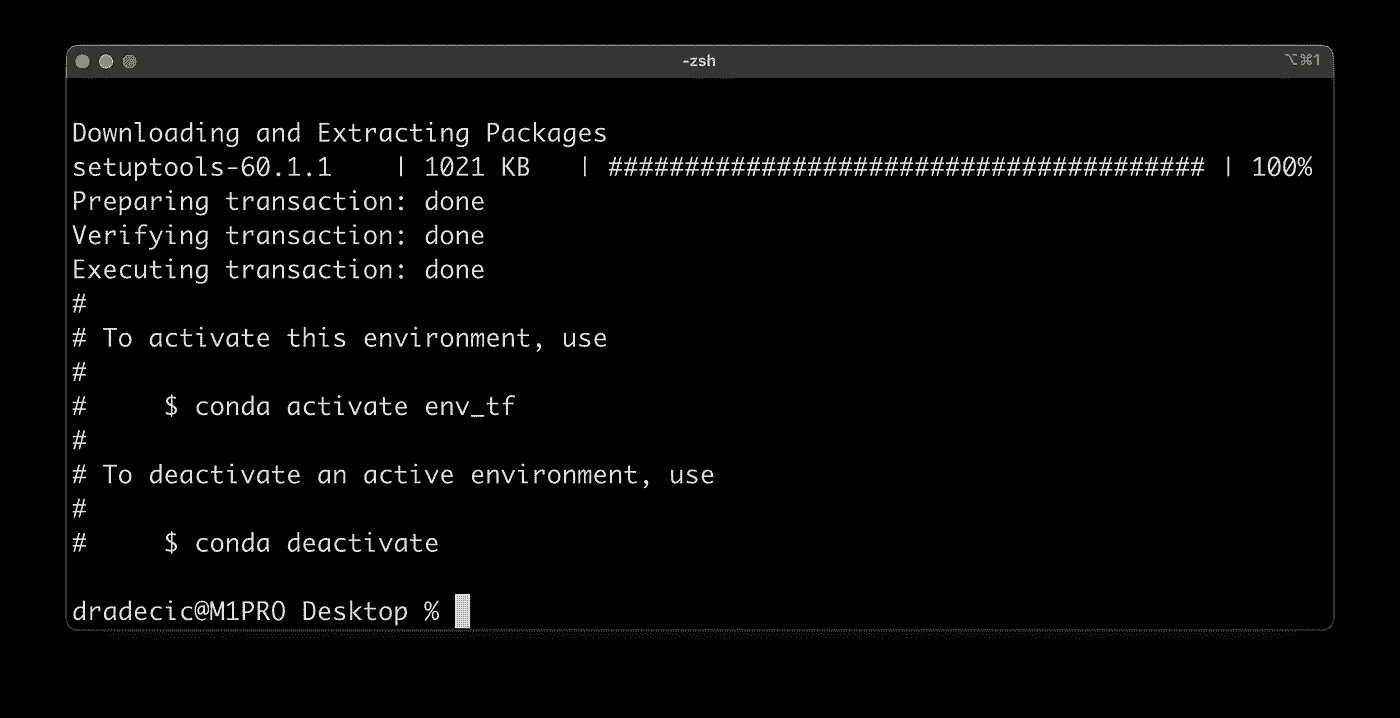 -zsh
⌥⌘1
Downloading and Extracting Packages
setuptools-60.1.1    | 1021 KB   | ####################################### | 100%
Preparing transaction: done
Verifying transaction: done
Executing transaction: done
#
# To activate this environment, use
#
#     $ conda activate env_tf
#
# To deactivate an active environment, use
#
#     $ conda deactivate
dradecic@M1PRO Desktop %